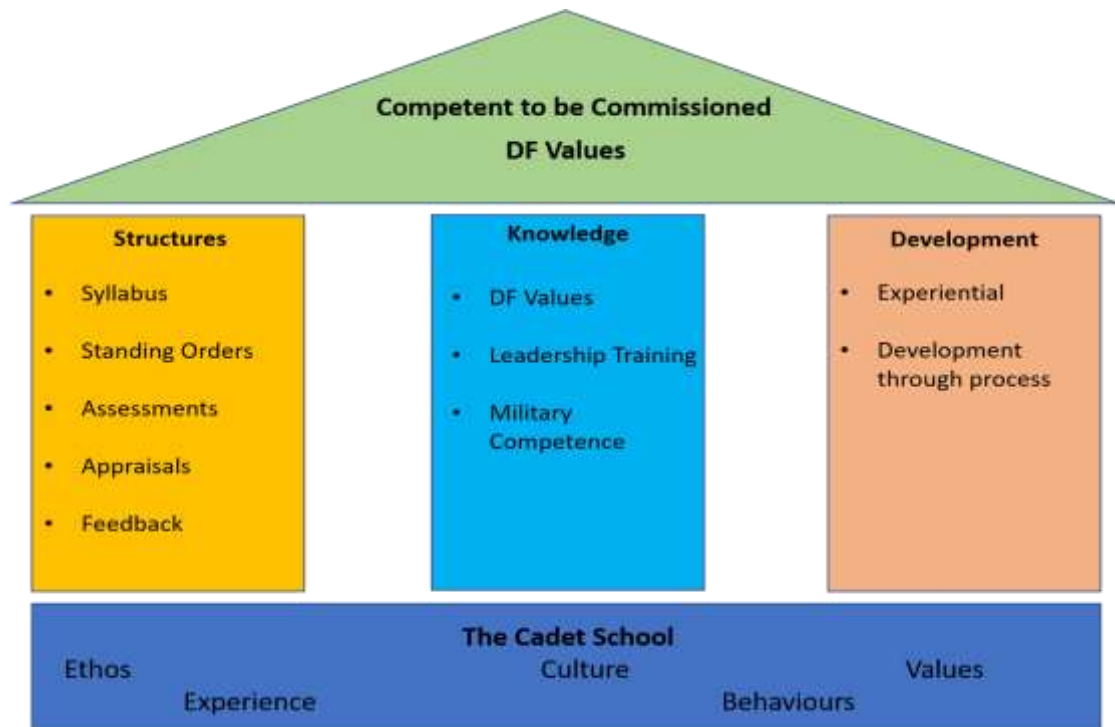 Competent to be Commissioned
DF Values
Structures
• Syllabus
• Standing Orders
• Assessments
• Appraisals
• Feedback
Knowledge
• DF Values
• Leadership Training
• Military
Competence
Development
• Experiential
• Development
through process
The Cadet School
Ethos Culture Values
Experience Behaviours